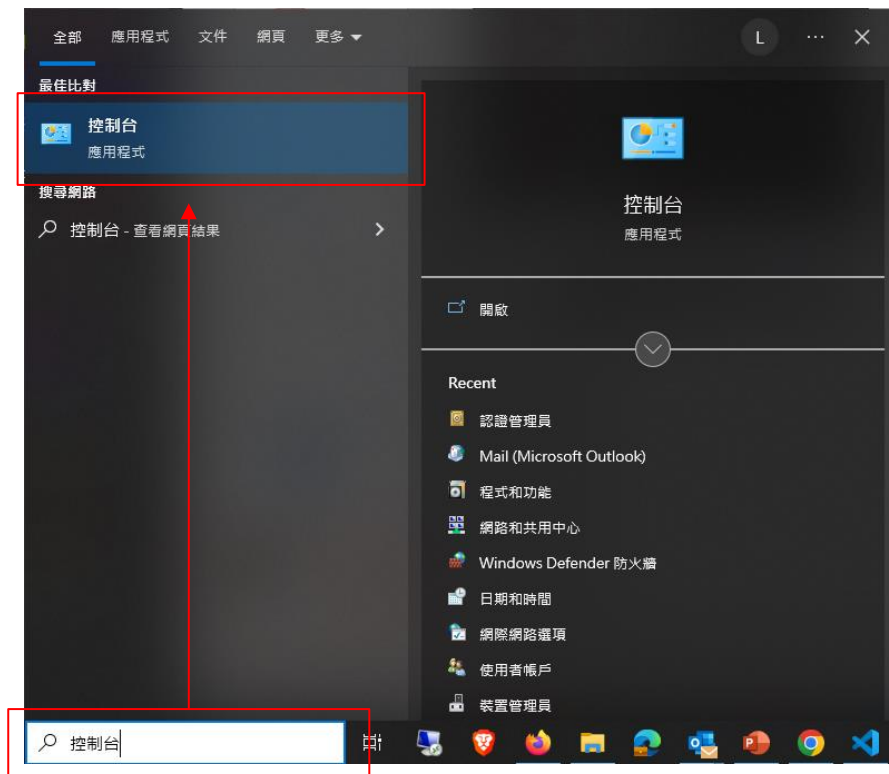 全部 應用程式 文件 網頁 更多 L
最佳比對
控制台
應用程式
搜尋網路
控制台 - 查看網頁結果
控制台
應用程式
開啟
Recent
認證管理員
Mail (Microsoft Outlook)
程式和功能
網路和共用中心
Windows Defender 防火牆
日期和時間
網際網路選項
使用者帳戶
裝置管理員
控制台